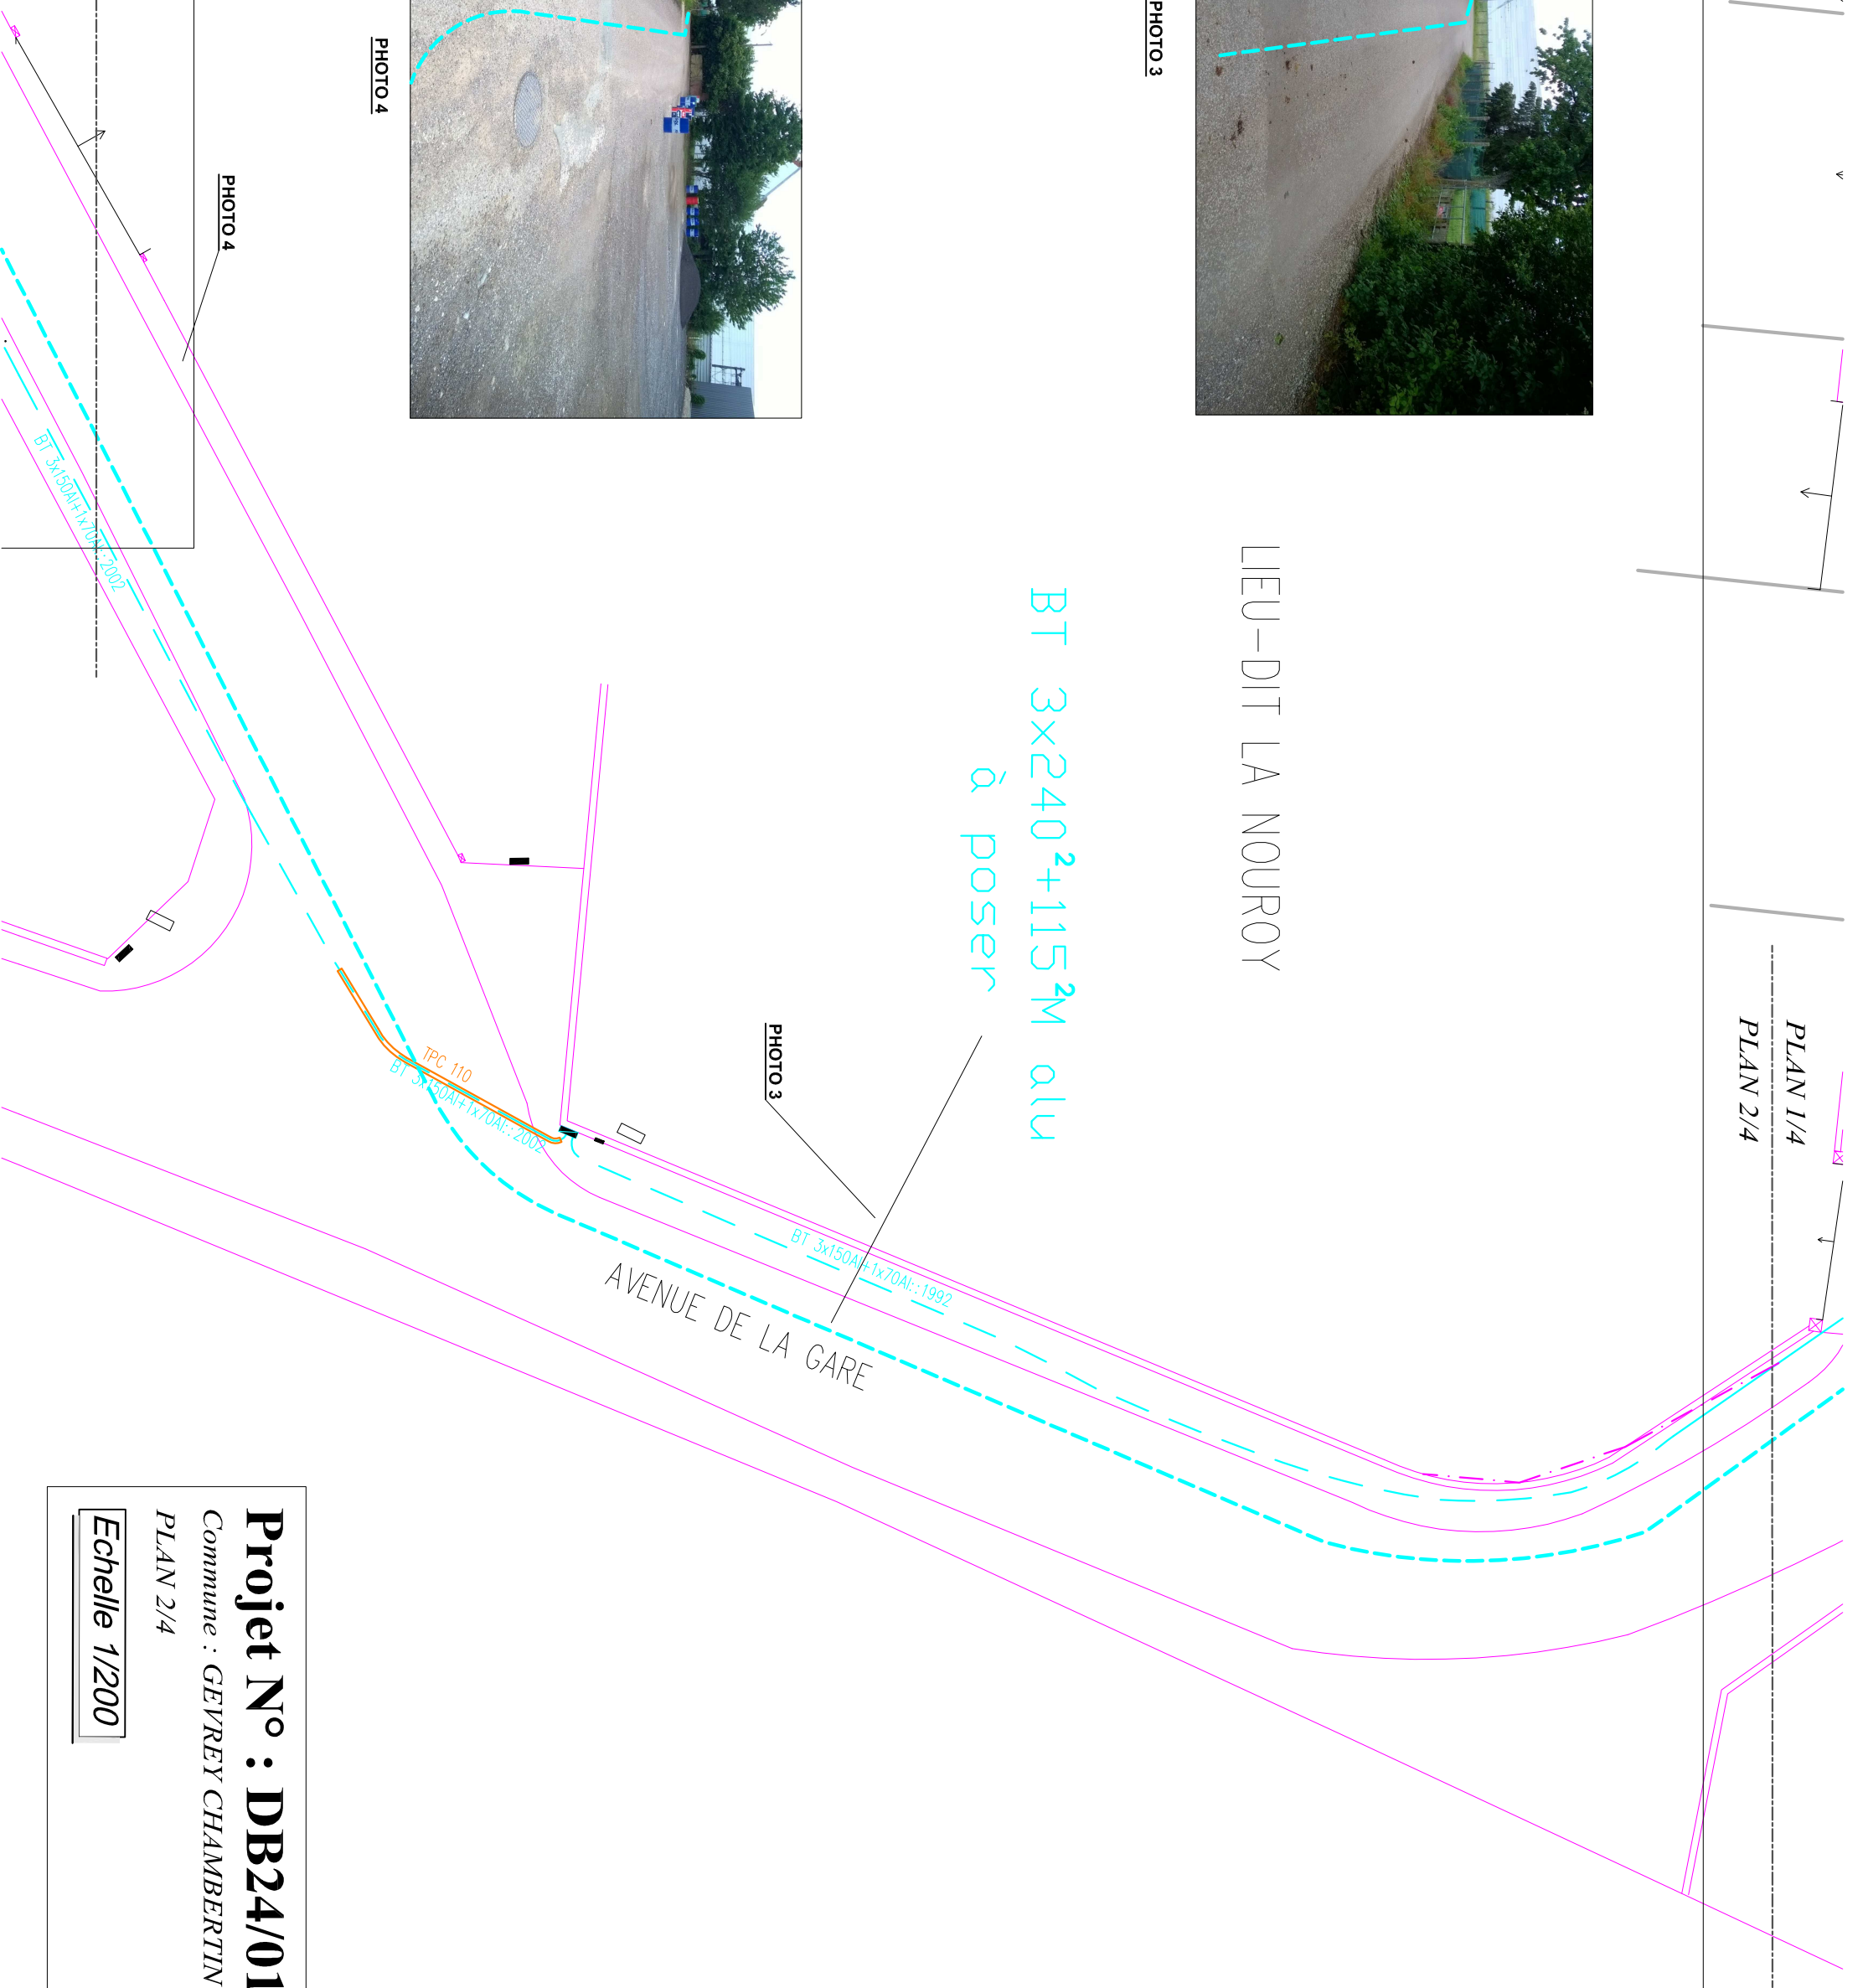 PLAN 1/4
PLAN 2/4
LIEU-DIT LA NOUROY
PHOTO 3
BT 3x240²+115²M alu
à poser
PHOTO 3
BT 3x150Al+1x70Al::1992
AVENUE DE LA GARE
TPC 110
BT 3x150Al+1x70Al::2002
PHOTO 4
PHOTO 4
BT 3x150Al+1x70Al::2002
Projet N° : DB24/01
Commune : GEVREY CHAMBERTIN
PLAN 2/4
Echelle 1/200